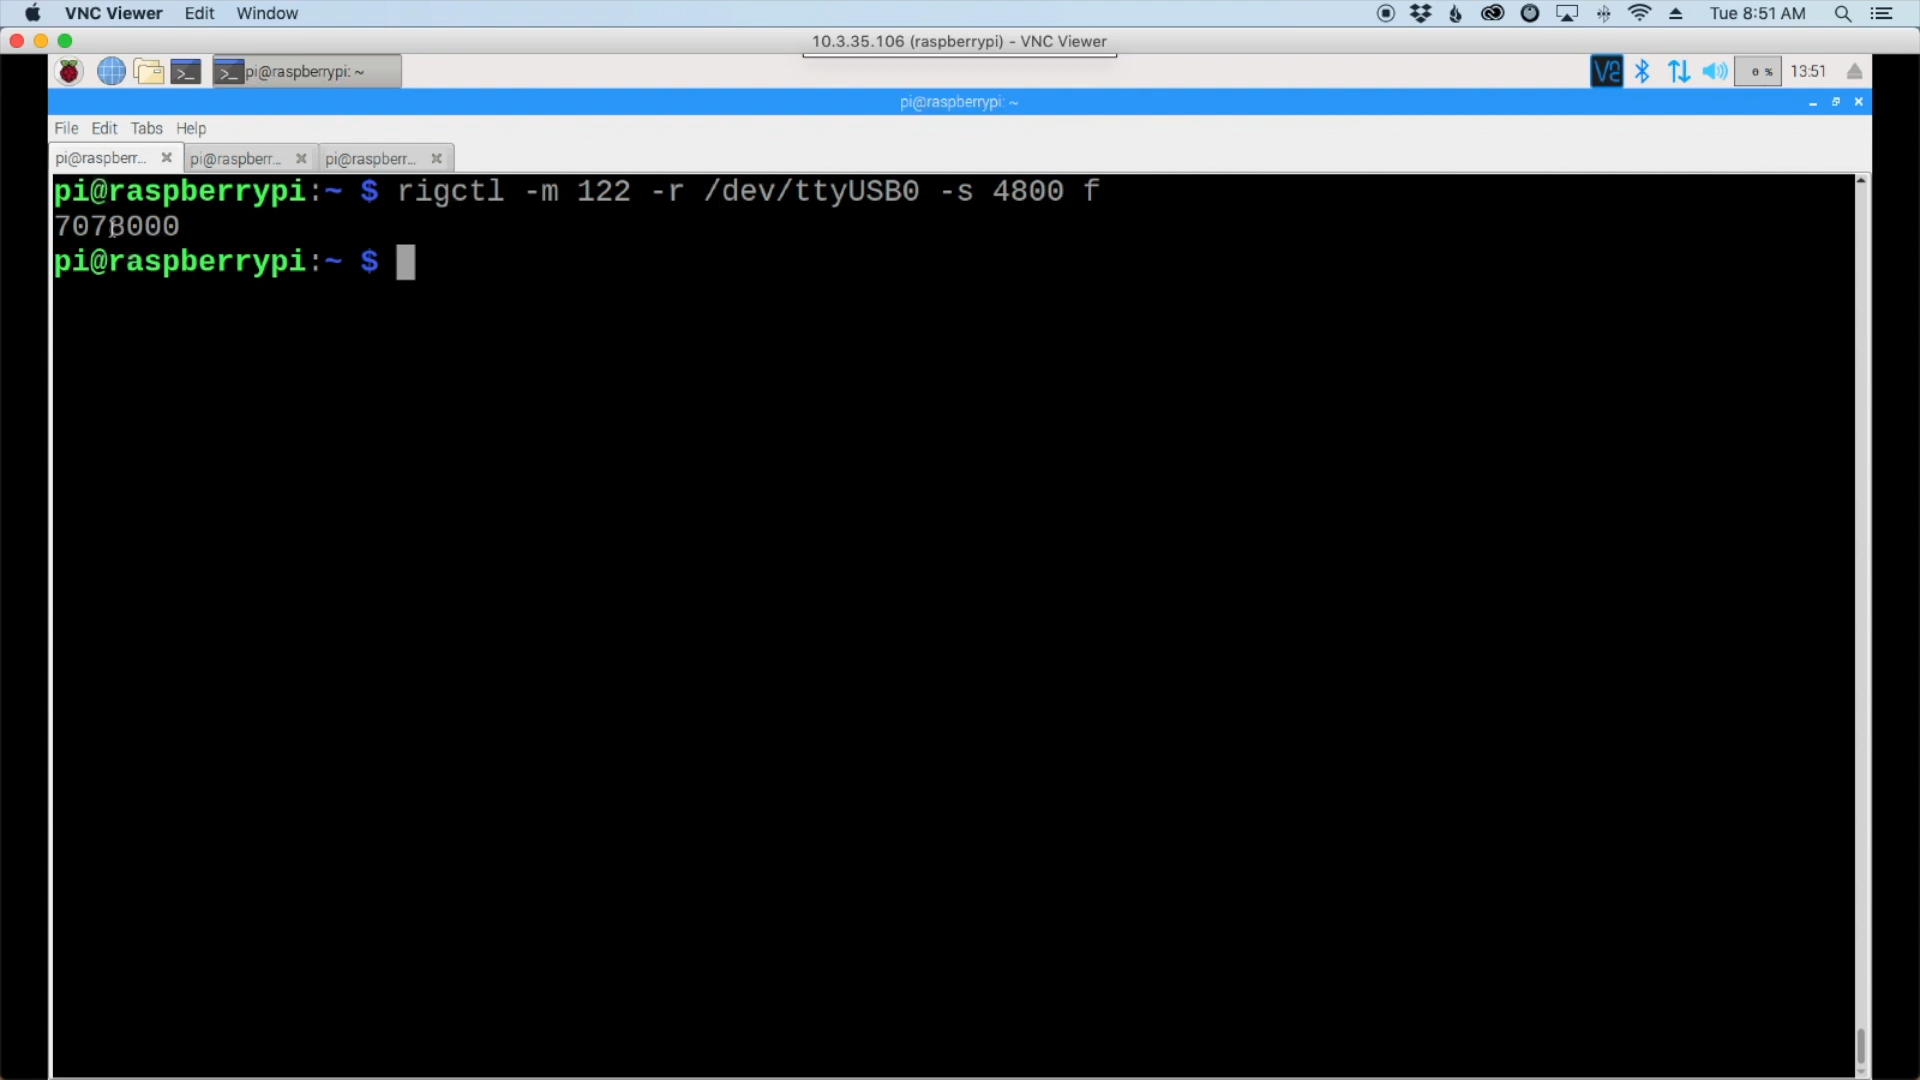 VNC Viewer Edit Window Tue 8:51 AM
10.3.35.106 (raspberrypi) - VNC Viewer
pi@raspberrypi: ~ 0 % 13:51
pi@raspberrypi: ~
File Edit Tabs Help
pi@raspberr... pi@raspberr... pi@raspberr...
pi@raspberrypi:~ $ rigctl -m 122 -r /dev/ttyUSB0 -s 4800 f
7078000
pi@raspberrypi:~ $